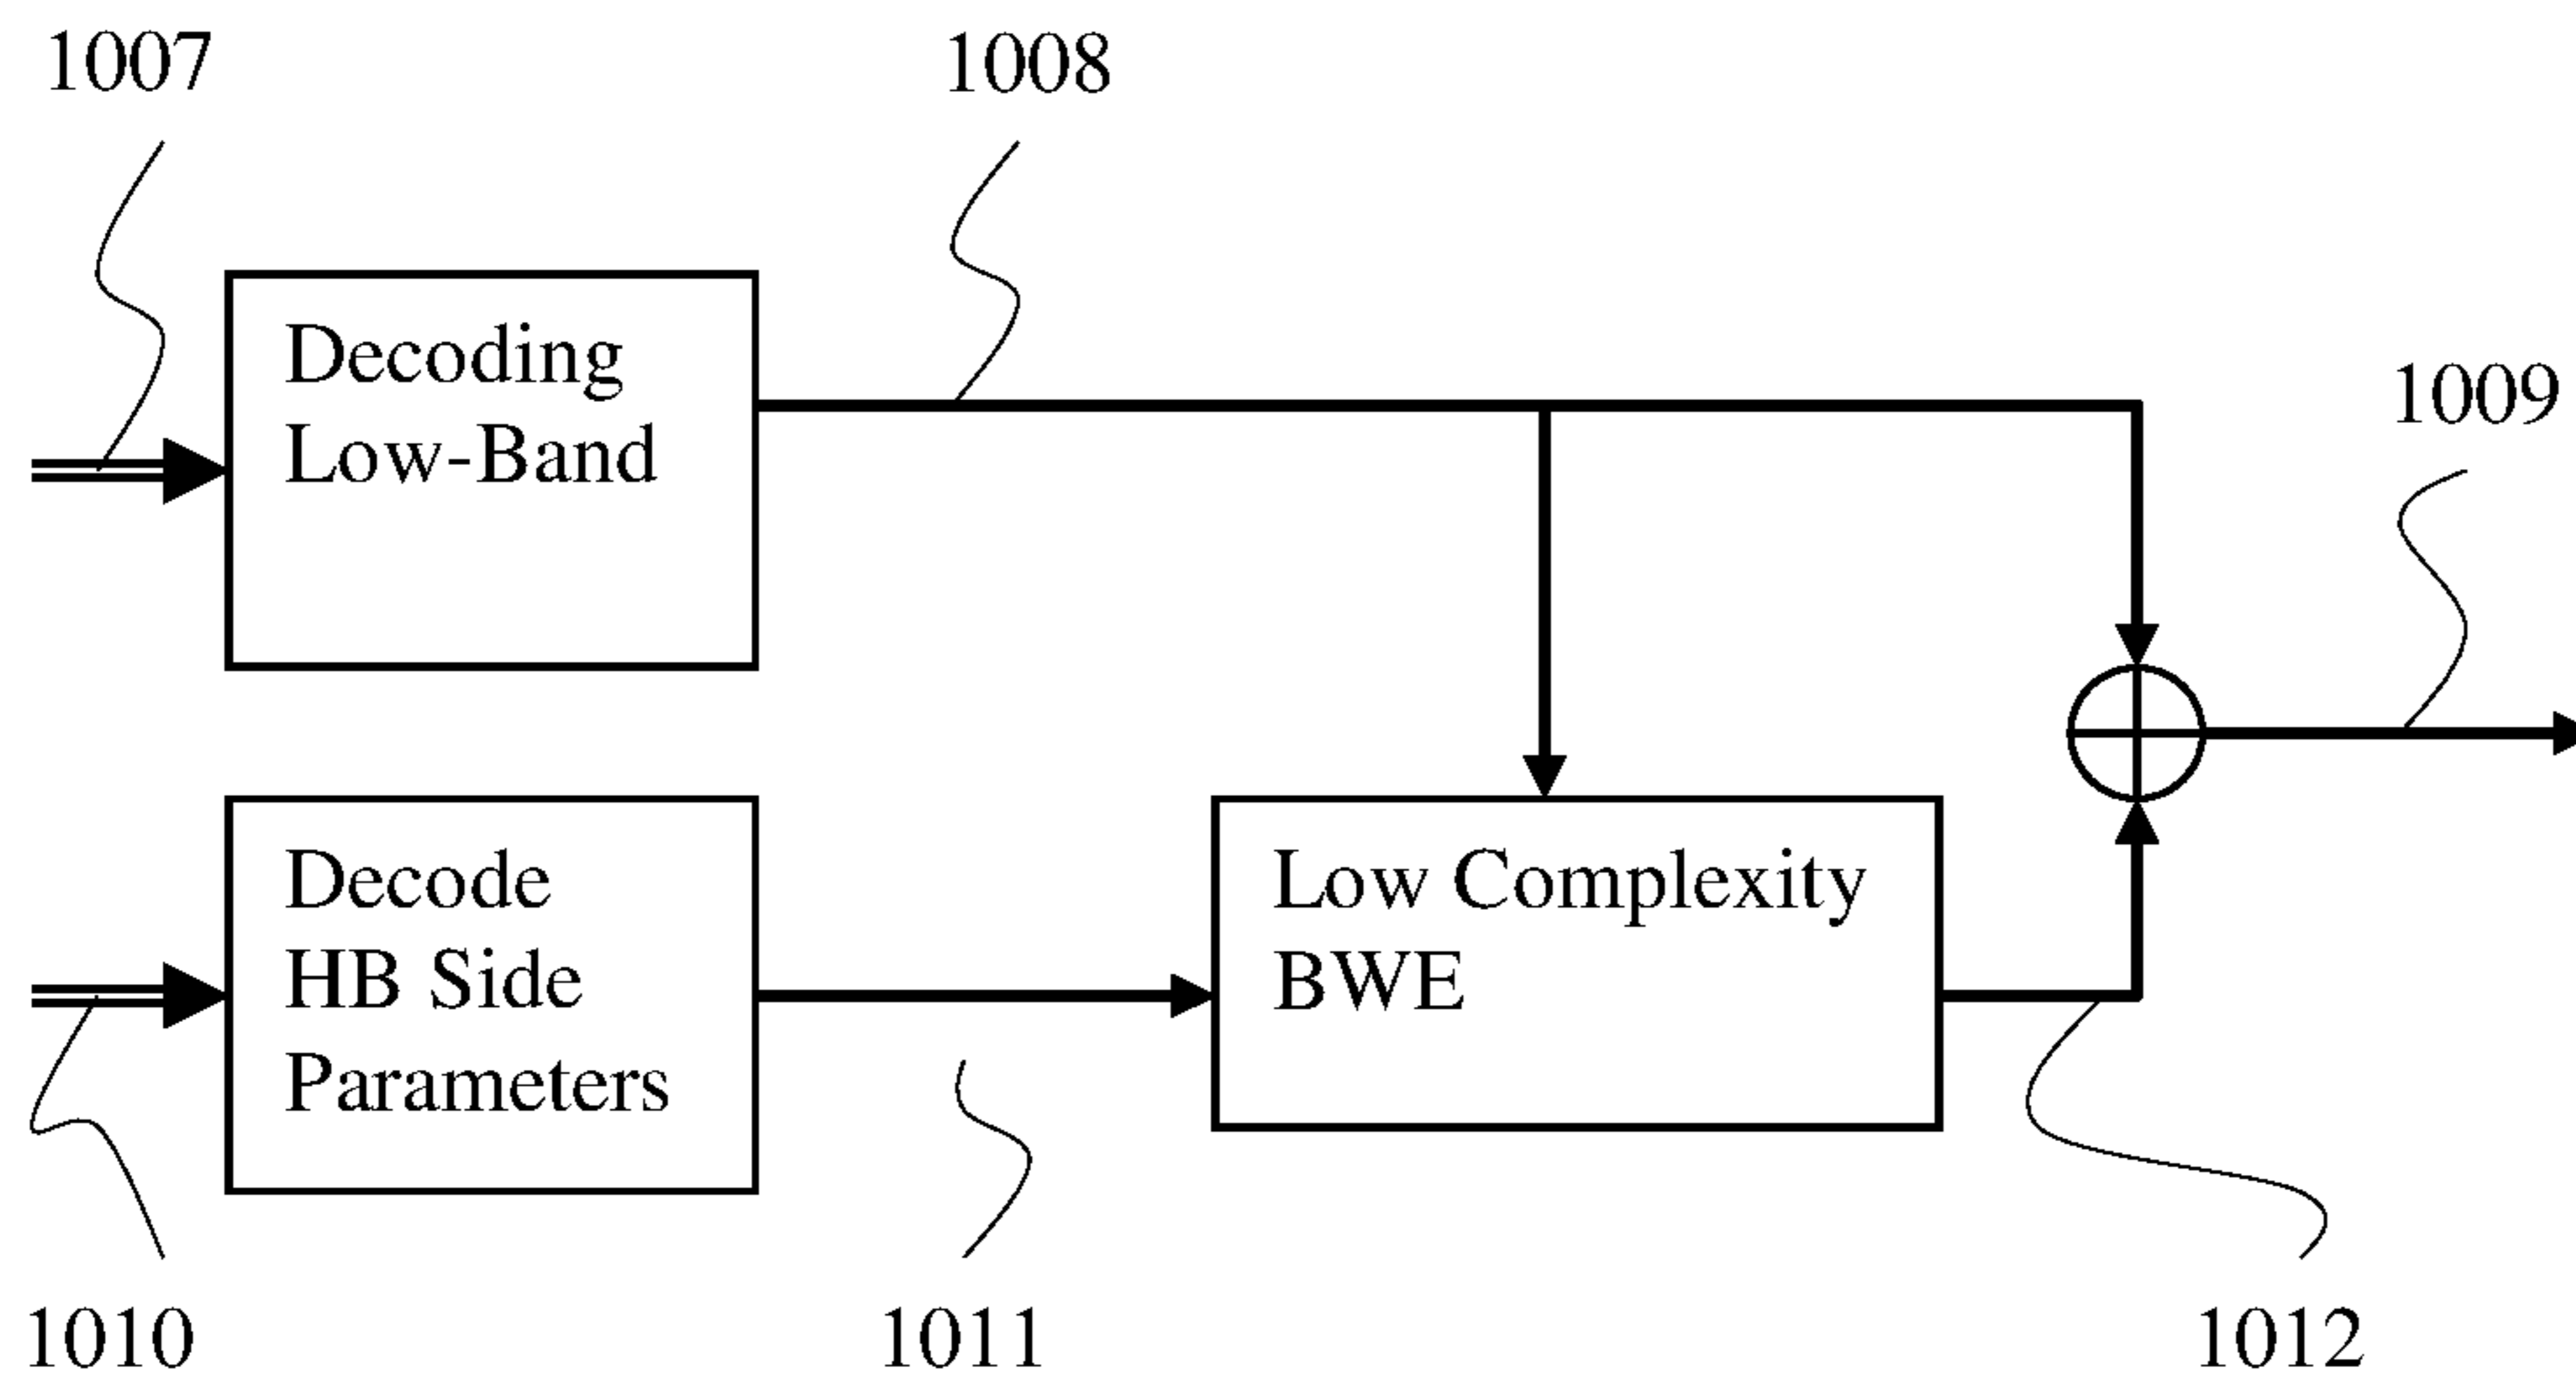 1007
1008
Decoding
Low-Band
1009
Decode
HB Side
Parameters
Low Complexity
BWE
1010
1011
1012